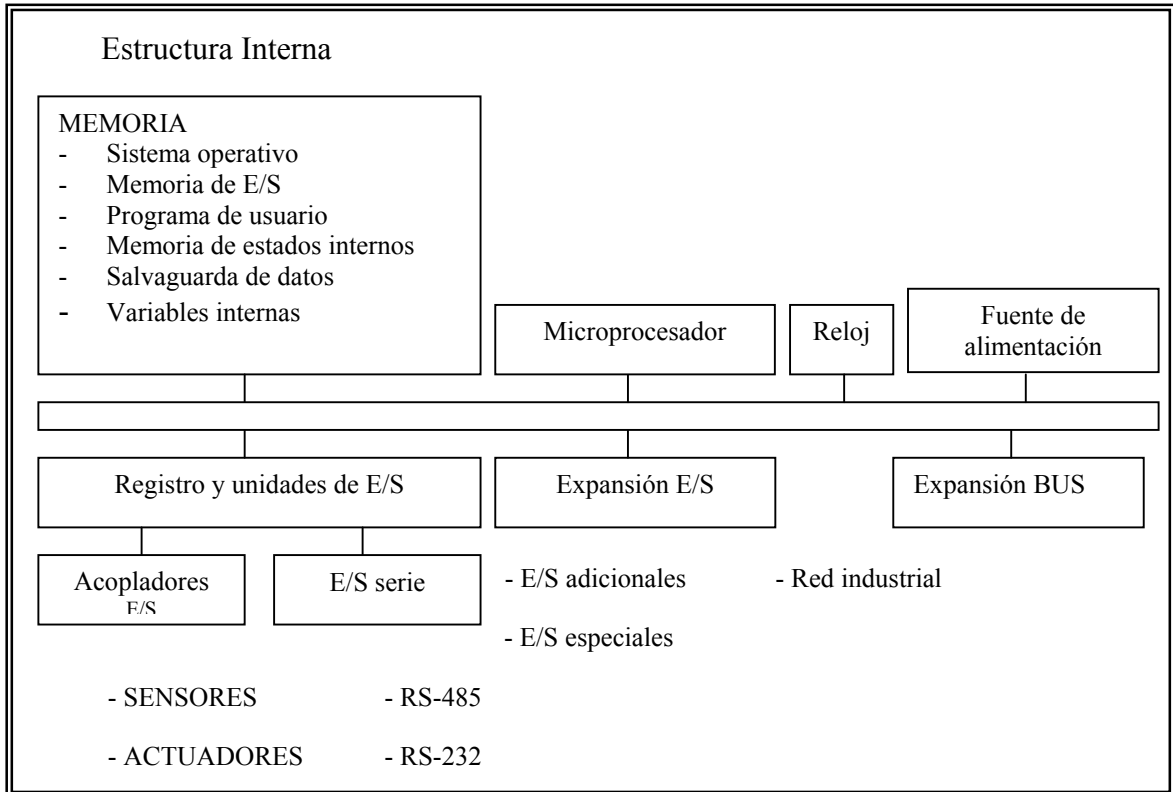 Estructura Interna
MEMORIA
- Sistema operativo
- Memoria de E/S
- Programa de usuario
- Memoria de estados internos
- Salvaguarda de datos
- Variables internas
Microprocesador
Reloj
Fuente de
alimentación
Registro y unidades de E/S
Expansión E/S
Expansión BUS
Acopladores
E/S
E/S serie
- E/S adicionales
- Red industrial
- E/S especiales
- SENSORES
- RS-485
- ACTUADORES
- RS-232